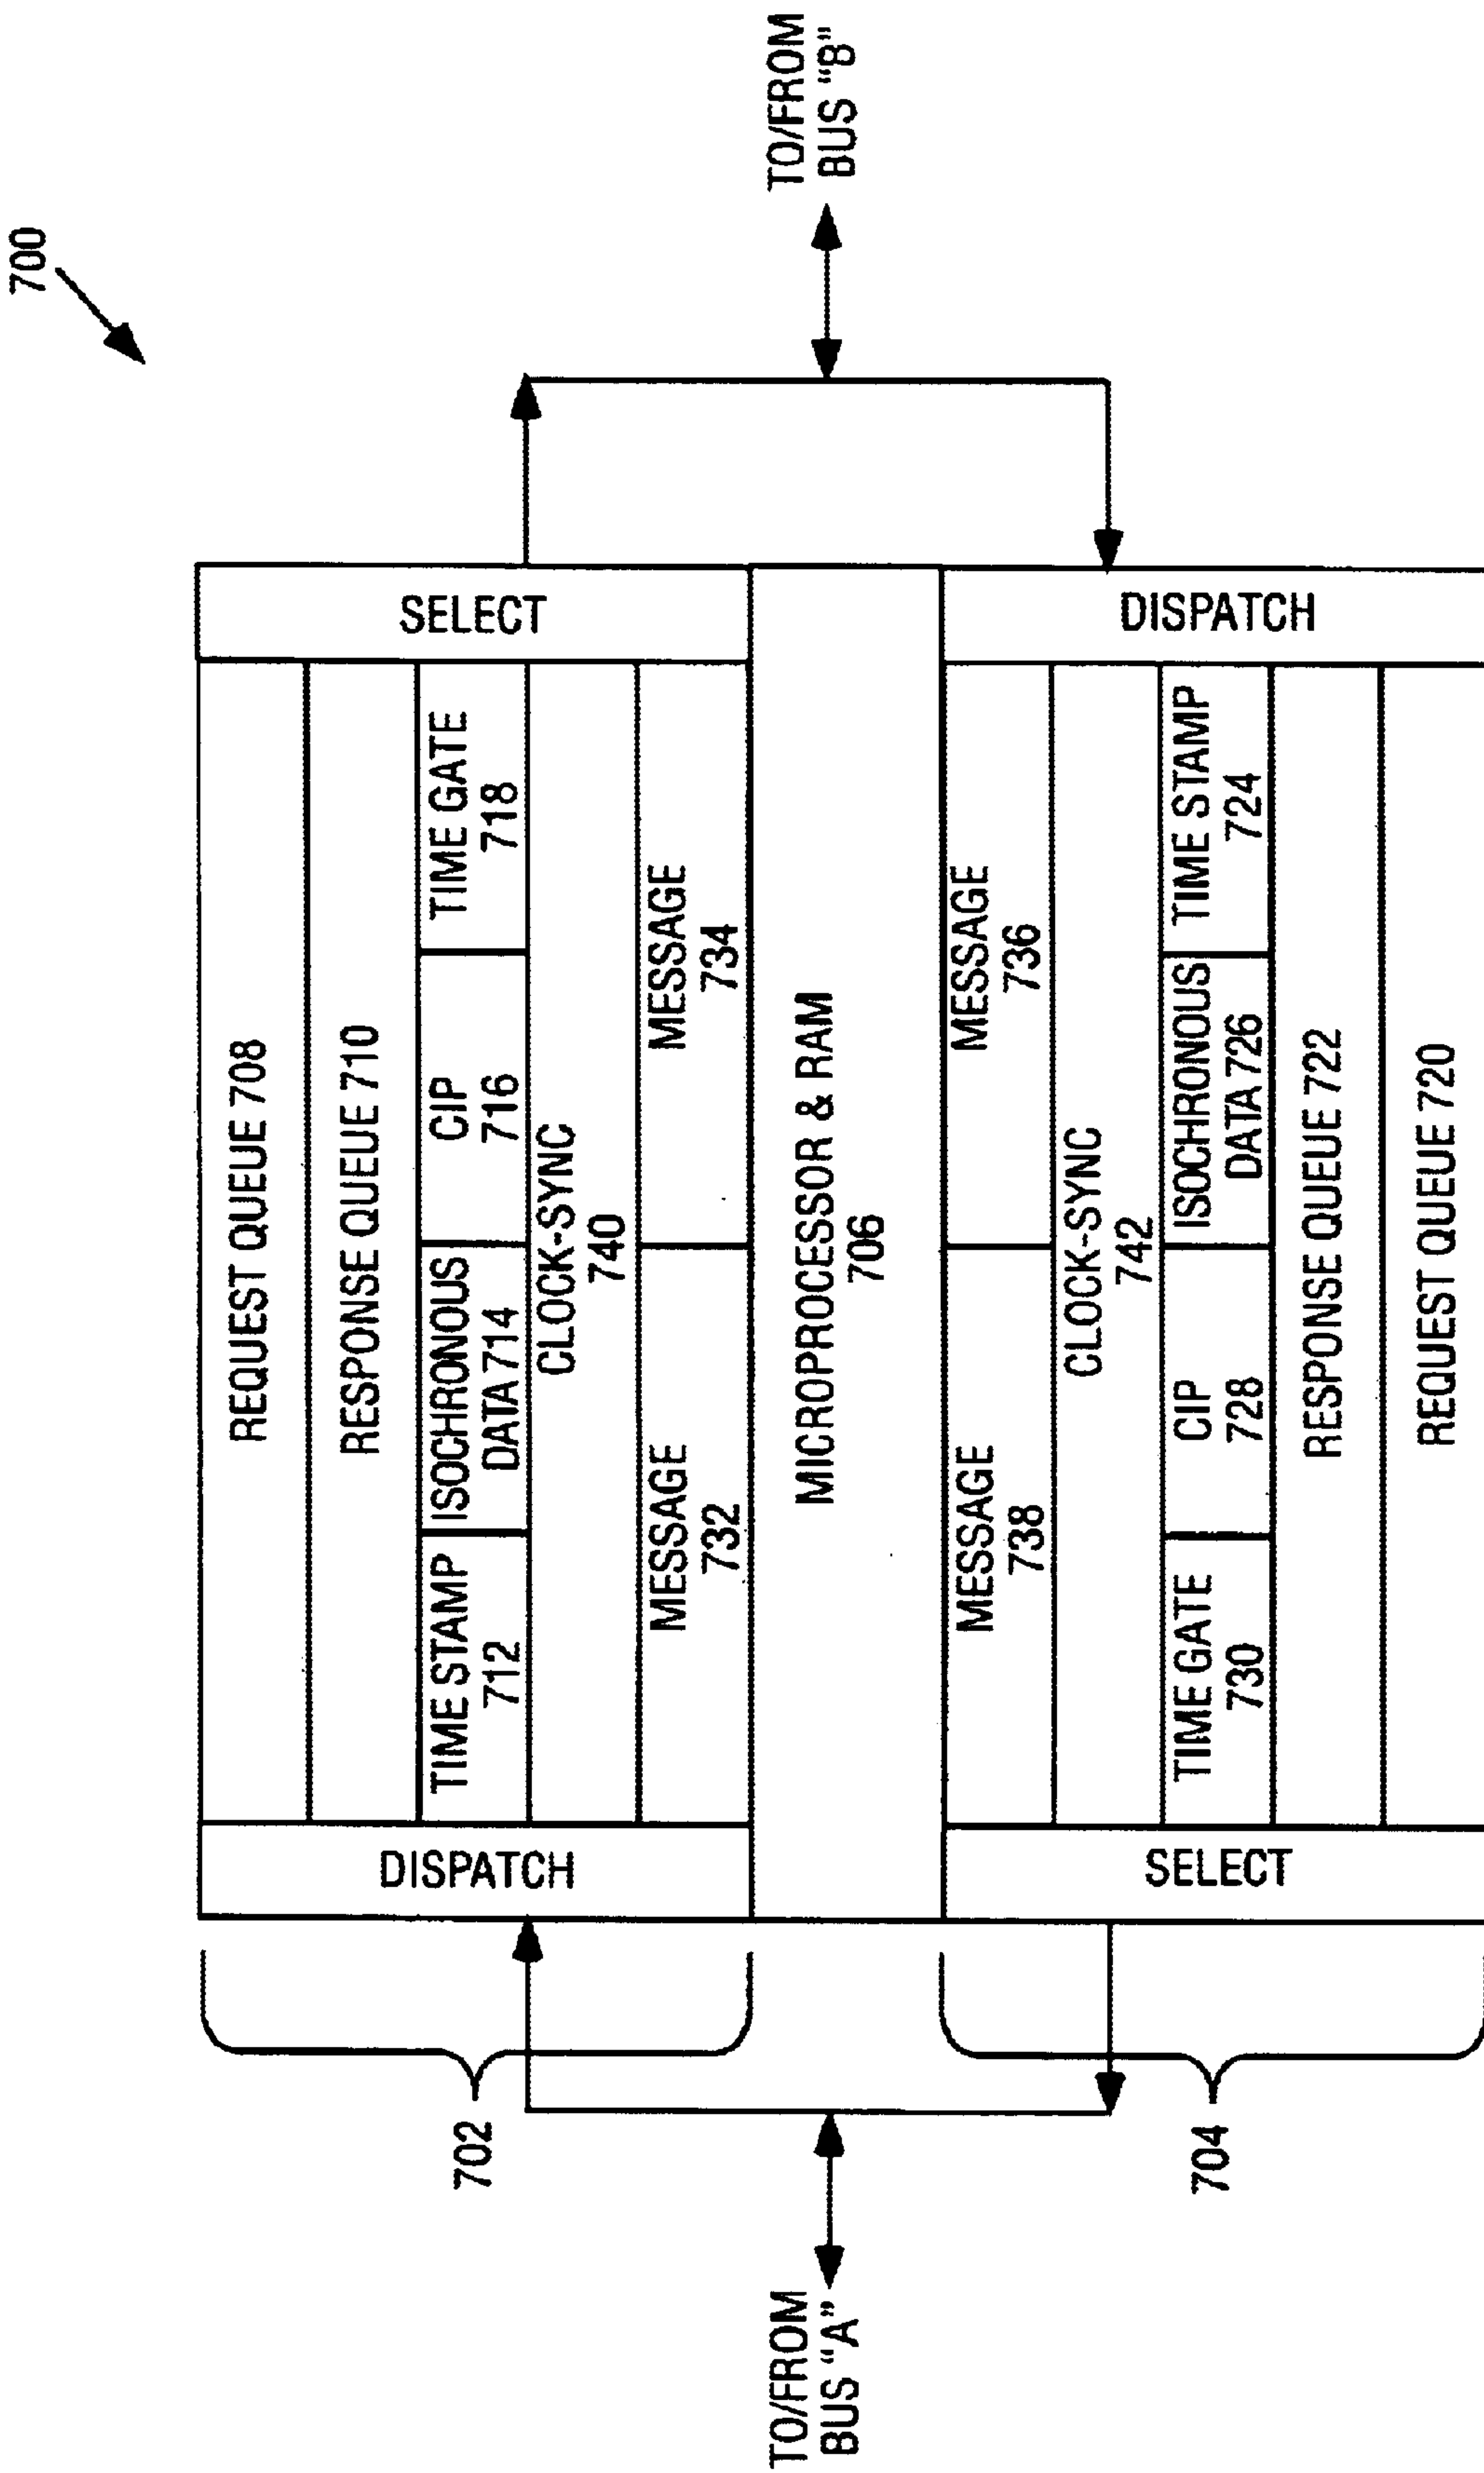 700
TO/FROM
BUS "A"
702
704
DISPATCH
REQUEST QUEUE 708
RESPONSE QUEUE 710
TIME STAMP
712
ISOCHRONOUS
DATA 714
CIP
716
TIME GATE
718
CLOCK-SYNC
740
MESSAGE
732
MESSAGE
734
SELECT
MICROPROCESSOR & RAM
706
SELECT
MESSAGE
738
MESSAGE
736
CLOCK-SYNC
742
TIME GATE
730
CIP
728
ISOCHRONOUS
DATA 726
TIME STAMP
724
RESPONSE QUEUE 722
REQUEST QUEUE 720
DISPATCH
TO/FROM
BUS "B"